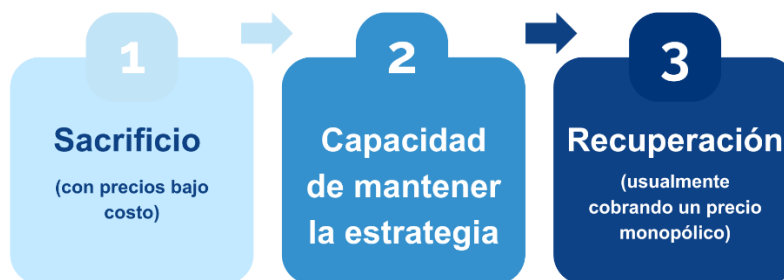 1
Sacrificio
(con precios bajo
costo)
2
Capacidad
de mantener
la estrategia
3
Recuperación
(usualmente
cobrando un precio
monopólico)